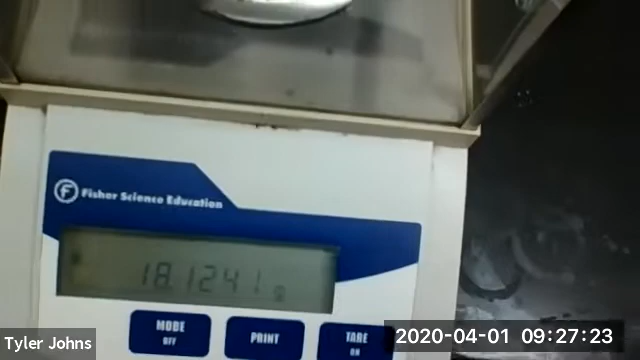 Fisher Science Education
18.1241 g
MODE
OFF
PRINT
TARE
ON
Tyler Johns
2020-04-01 09:27:23